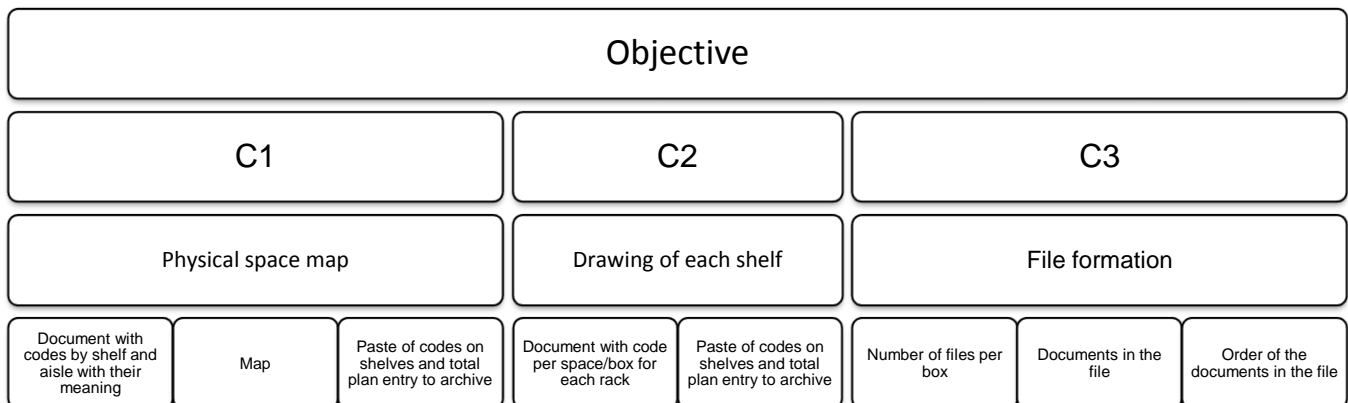 Objective
C1
C2
C3
Physical space map
Drawing of each shelf
File formation
Document with
codes by shelf and
aisle with their
meaning
Map
Paste of codes on
shelves and total
plan entry to archive
Document with code
per space/box for
each rack
Paste of codes on
shelves and total
plan entry to archive
Number of files per
box
Documents in the
file
Order of the
documents in the file